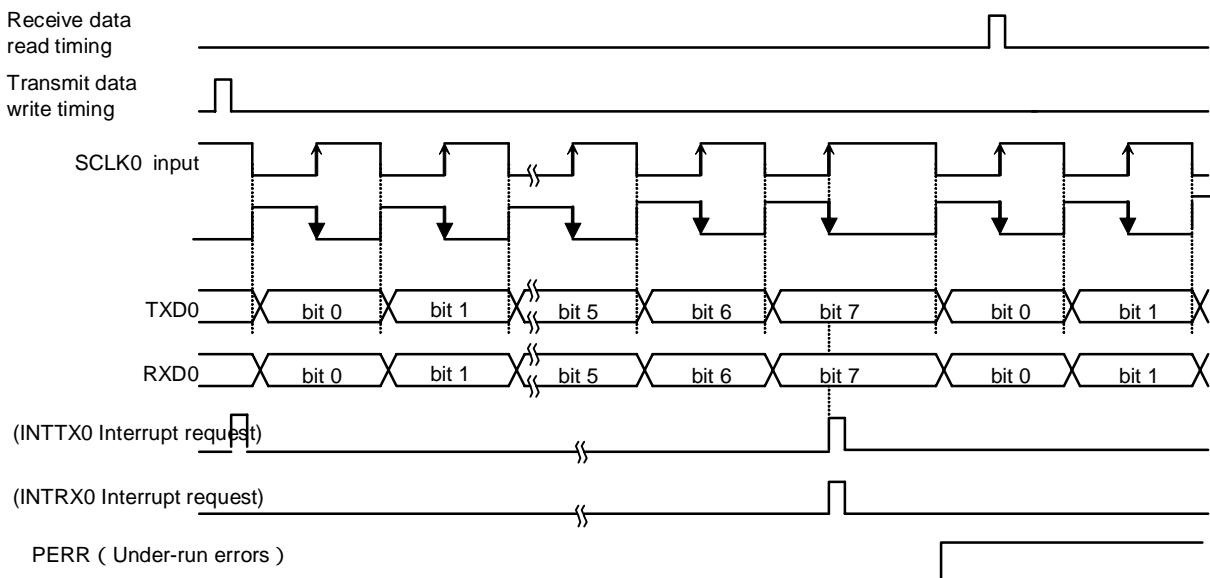 Receive data
read timing
Transmit data
write timing
SCLK0 input
TXD0
bit 0 bit 1 bit 5 bit 6 bit 7 bit 0 bit 1
RXD0
bit 0 bit 1 bit 5 bit 6 bit 7 bit 0 bit 1
(INTTX0 Interrupt request)
(INTRX0 Interrupt request)
PERR ( Under-run errors )